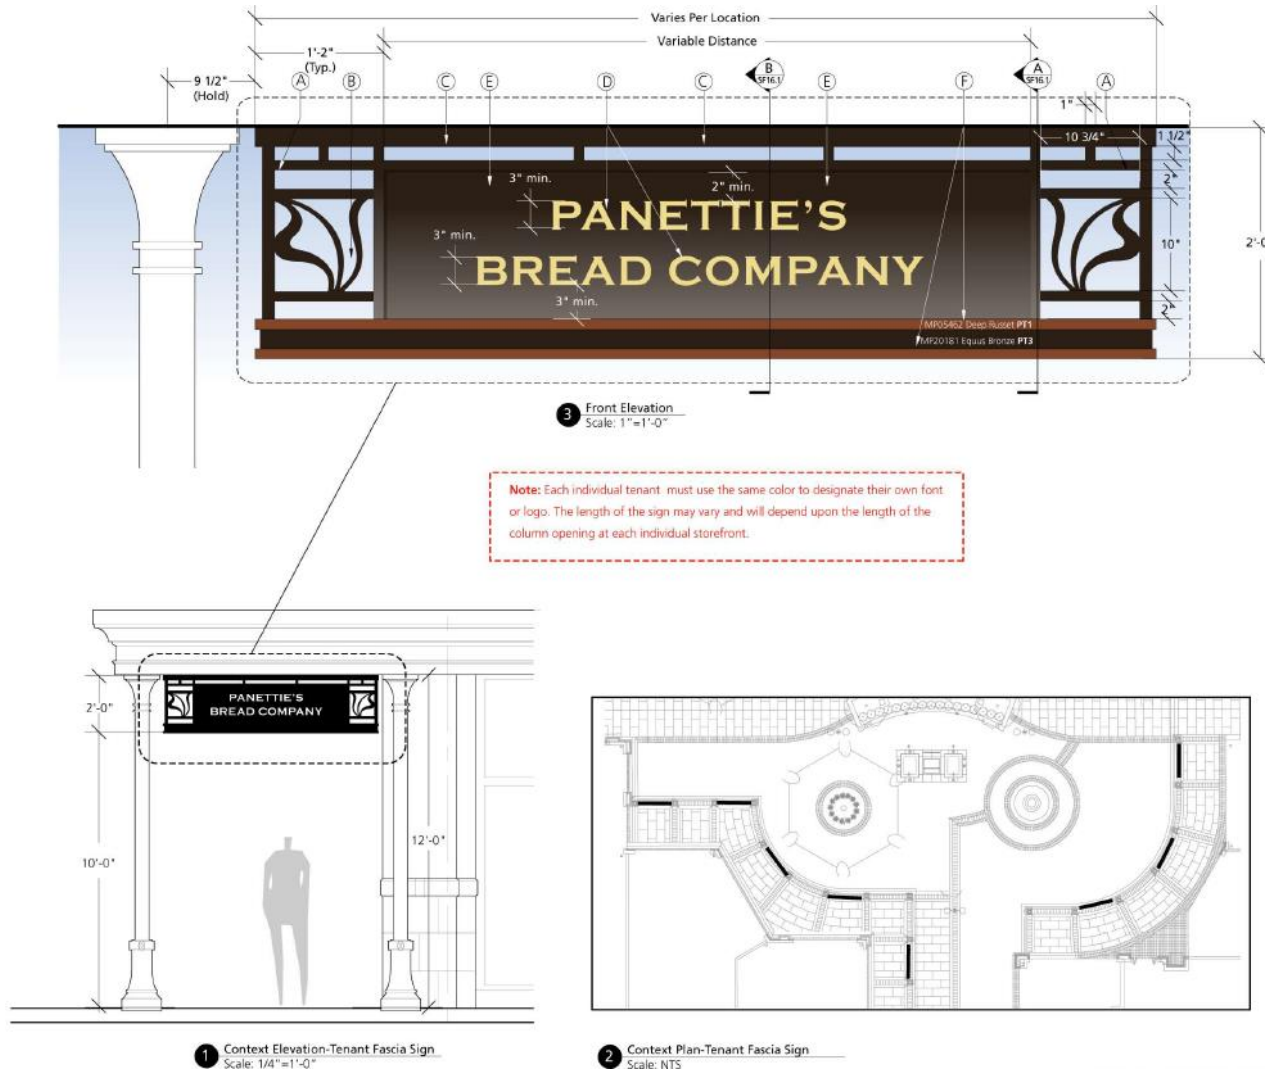 Varies Per Location
Variable Distance
1'-2"
(Typ.)
9 1/2"
(Hold)
A
B
C
E
D
C
B
SF16.1
E
F
A
SF16.1
A
1"
10 3/4"
1 1/2"
2"
3" min.
2" min.
PANETTIE'S
3" min.
BREAD COMPANY
10"
2'-0
3" min.
2"
MP05462 Deep Russet PT1
MP20181 Equus Bronze PT3
3 Front Elevation
Scale: 1"=1'-0"
Note: Each individual tenant must use the same color to designate their own font
or logo. The length of the sign may vary and will depend upon the length of the
column opening at each individual storefront.
2'-0"
PANETTIE'S
BREAD COMPANY
10'-0"
12'-0"
1 Context Elevation-Tenant Fascia Sign
Scale: 1/4"=1'-0"
2 Context Plan-Tenant Fascia Sign
Scale: NTS